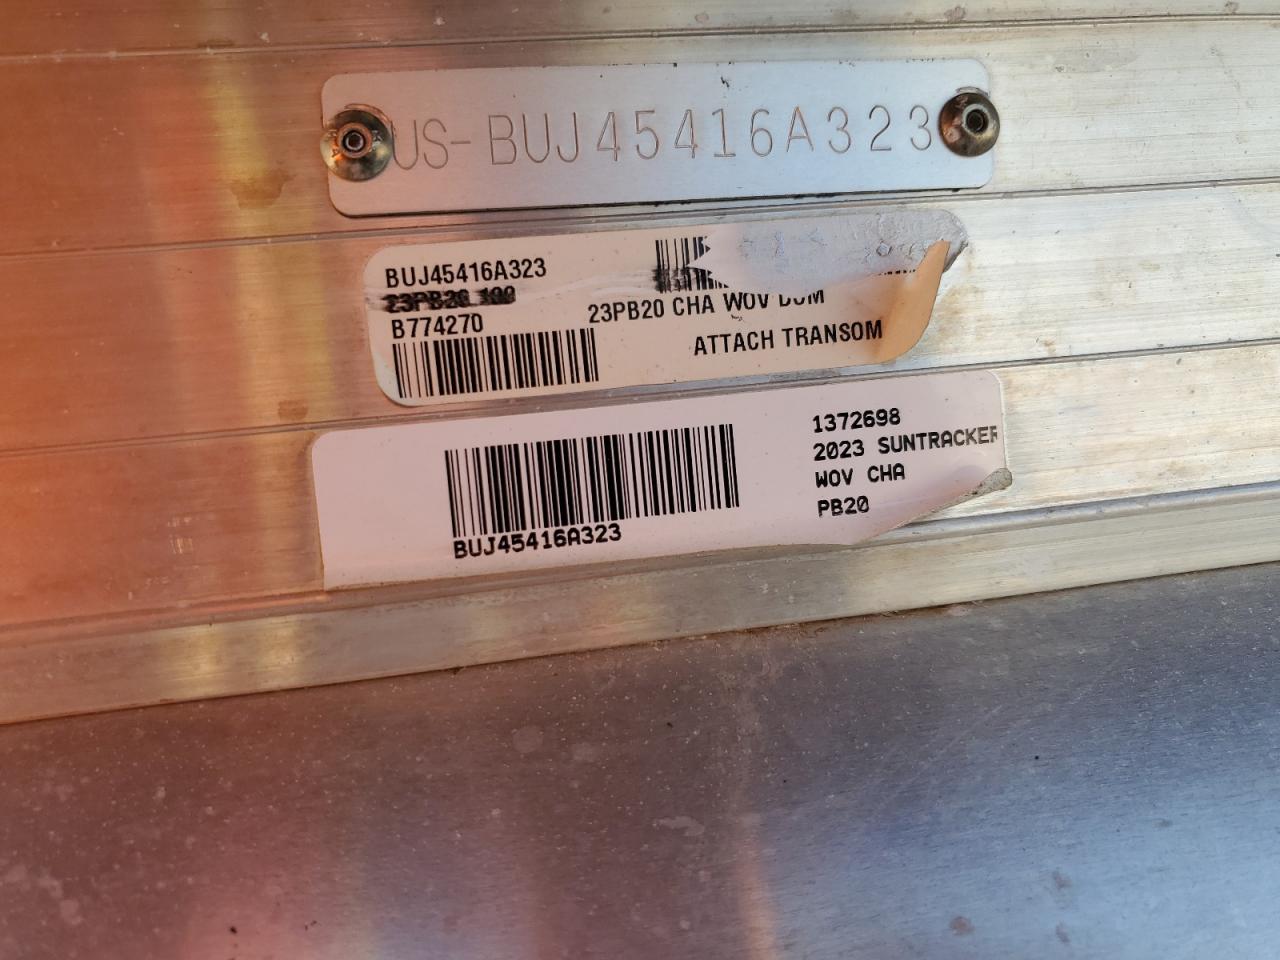 US-BUJ45416A323
BUJ45416A323
23PB20 100
B774270
23PB20 CHA WOV DOM
ATTACH TRANSOM
1372698
2023 SUNTRACKER
WOV CHA
PB20
BUJ45416A323